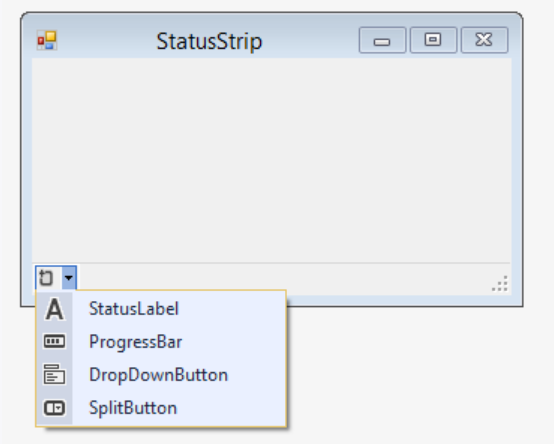 StatusStrip
StatusLabel
ProgressBar
DropDownButton
SplitButton